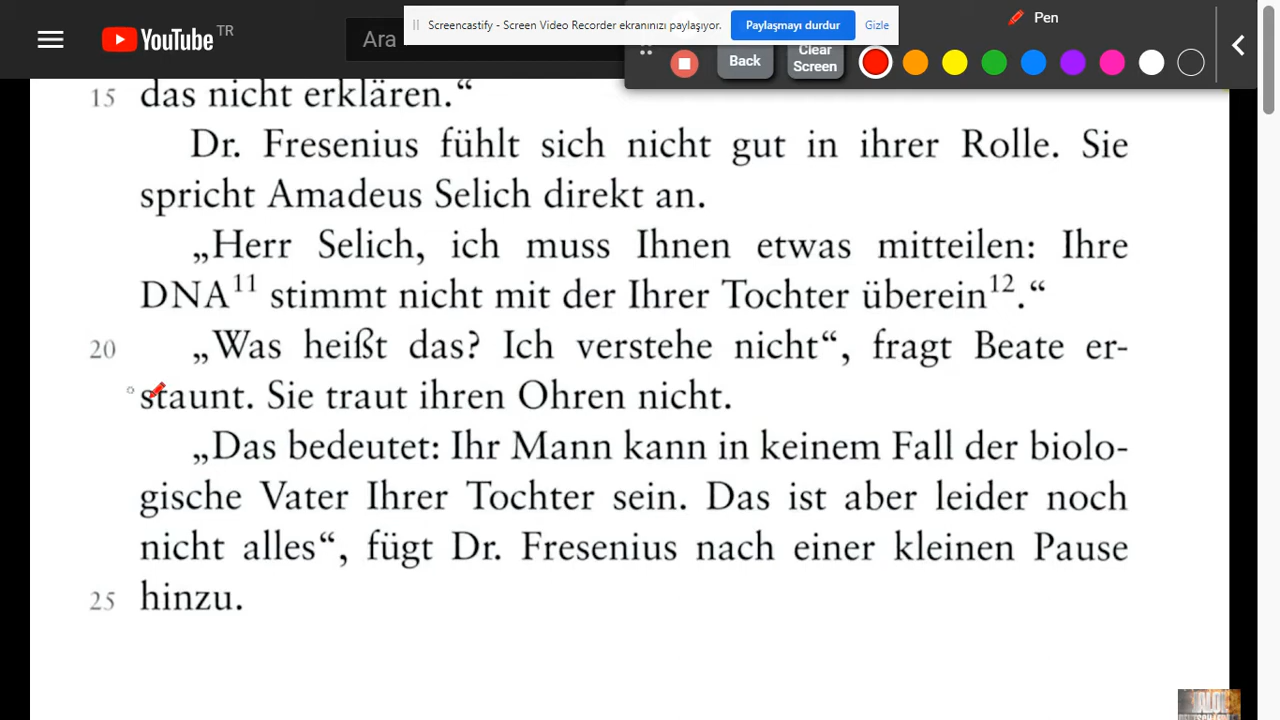 Screencastify - Screen Video Recorder ekranınızı paylaşıyor. Paylaşmayı durdur Gizle
Pen
YouTube TR
Ara
Back
Clear Screen
15 das nicht erklären.“
Dr. Fresenius fühlt sich nicht gut in ihrer Rolle. Sie
spricht Amadeus Selich direkt an.
„Herr Selich, ich muss Ihnen etwas mitteilen: Ihre
DNA11 stimmt nicht mit der Ihrer Tochter überein12.“
20 „Was heißt das? Ich verstehe nicht“, fragt Beate er-
staunt. Sie traut ihren Ohren nicht.
„Das bedeutet: Ihr Mann kann in keinem Fall der biolo-
gische Vater Ihrer Tochter sein. Das ist aber leider noch
nicht alles“, fügt Dr. Fresenius nach einer kleinen Pause
25 hinzu.